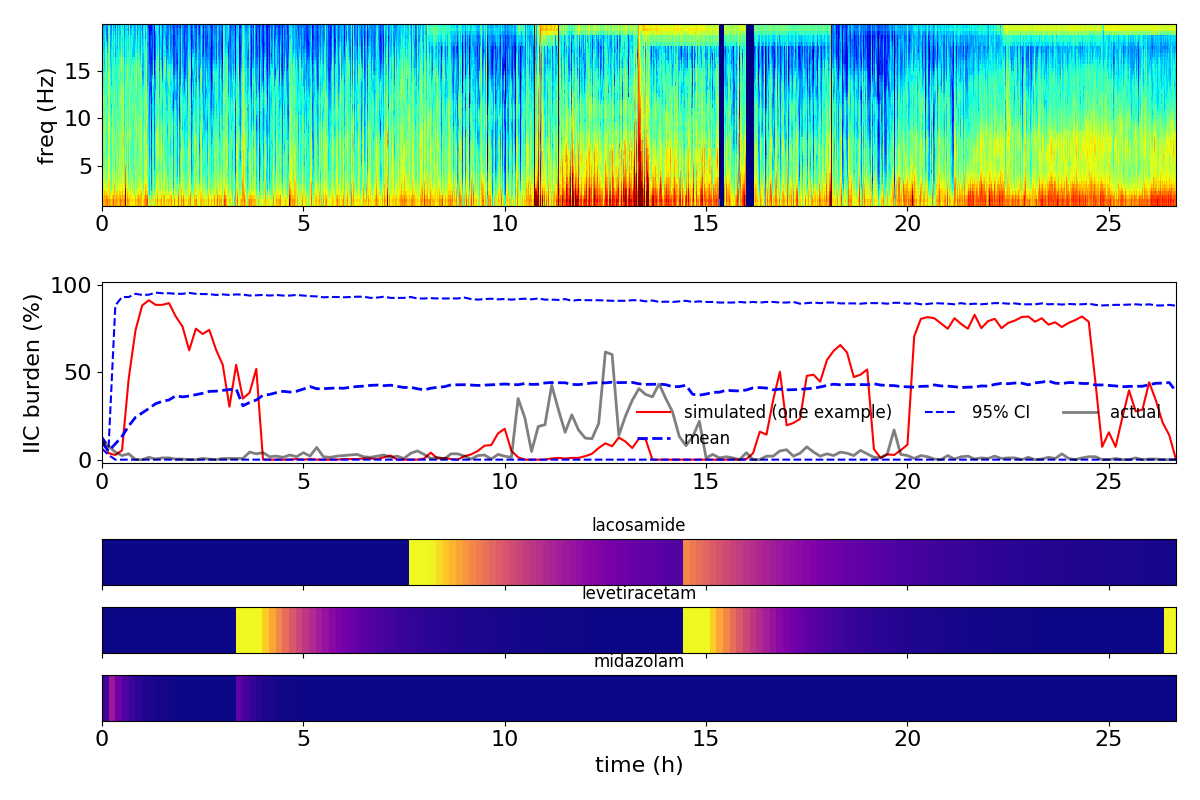 freq (Hz)
15
10
5
0 5 10 15 20 25
IIC burden (%)
100
50
0
simulated (one example)
mean
95% CI
actual
0 5 10 15 20 25
lacosamide
levetiracetam
midazolam
0 5 10 15 20 25
time (h)